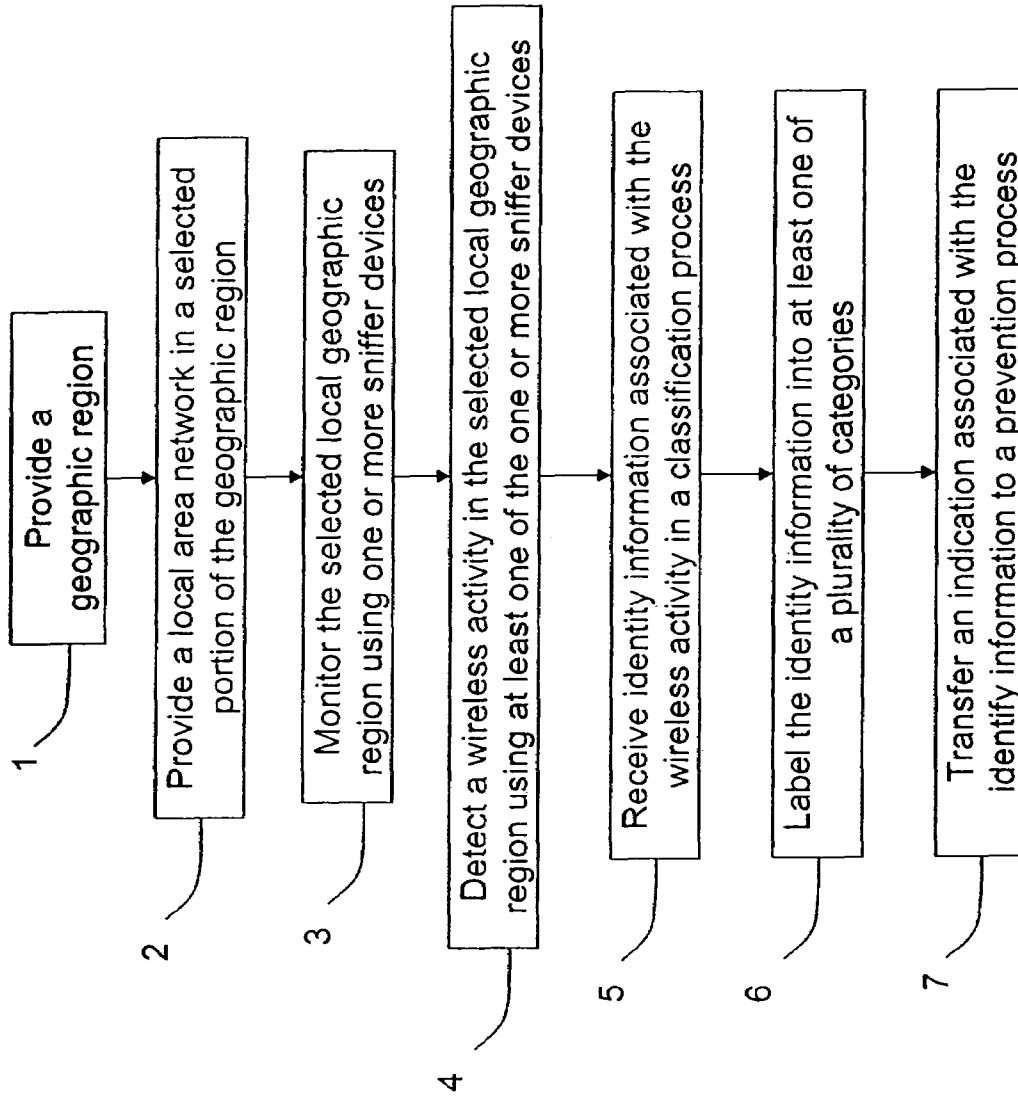 1
Provide a
geographic region
2
Provide a local area network in a selected
portion of the geographic region
3
Monitor the selected local geographic
region using one or more sniffer devices
4
Detect a wireless activity in the selected local geographic
region using at least one of the one or more sniffer devices
5
Receive identity information associated with the
wireless activity in a classification process
6
Label the identity information into at least one of
a plurality of categories
7
Transfer an indication associated with the
identify information to a prevention process